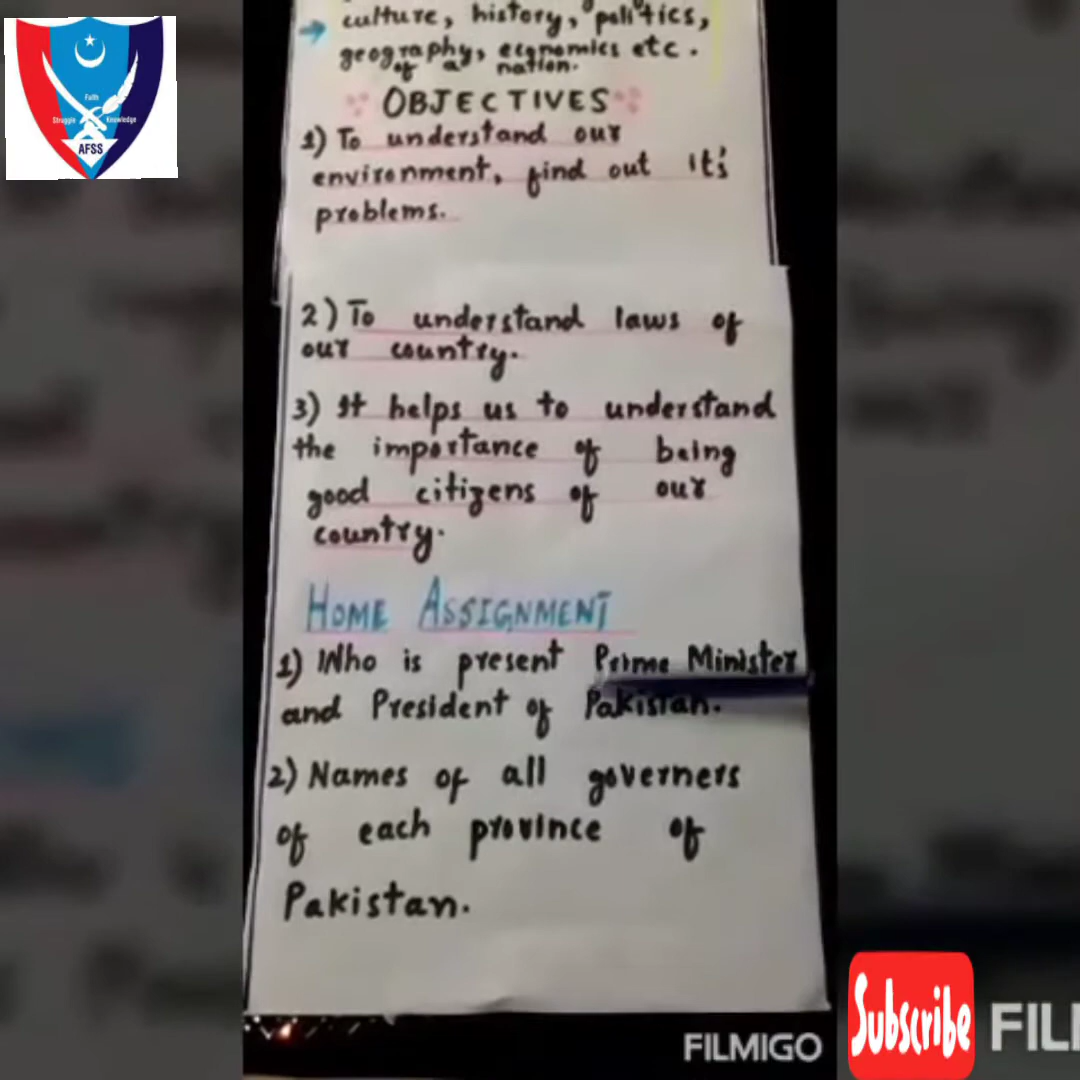 culture, history, politics,
geography, economics etc.
of a nation.
OBJECTIVES
1) To understand our
environment, find out it's
problems.
2) To understand laws of
our country.
3) It helps us to understand
the importance of being
good citizens of our
country.
HOME ASSIGNMENT
1) Who is present Prime Minister
and President of Pakistan.
2) Names of all governers
of each province of
Pakistan.
Faith
Struggle Knowledge
AFSS
FILMIGO
Subscribe
FIL